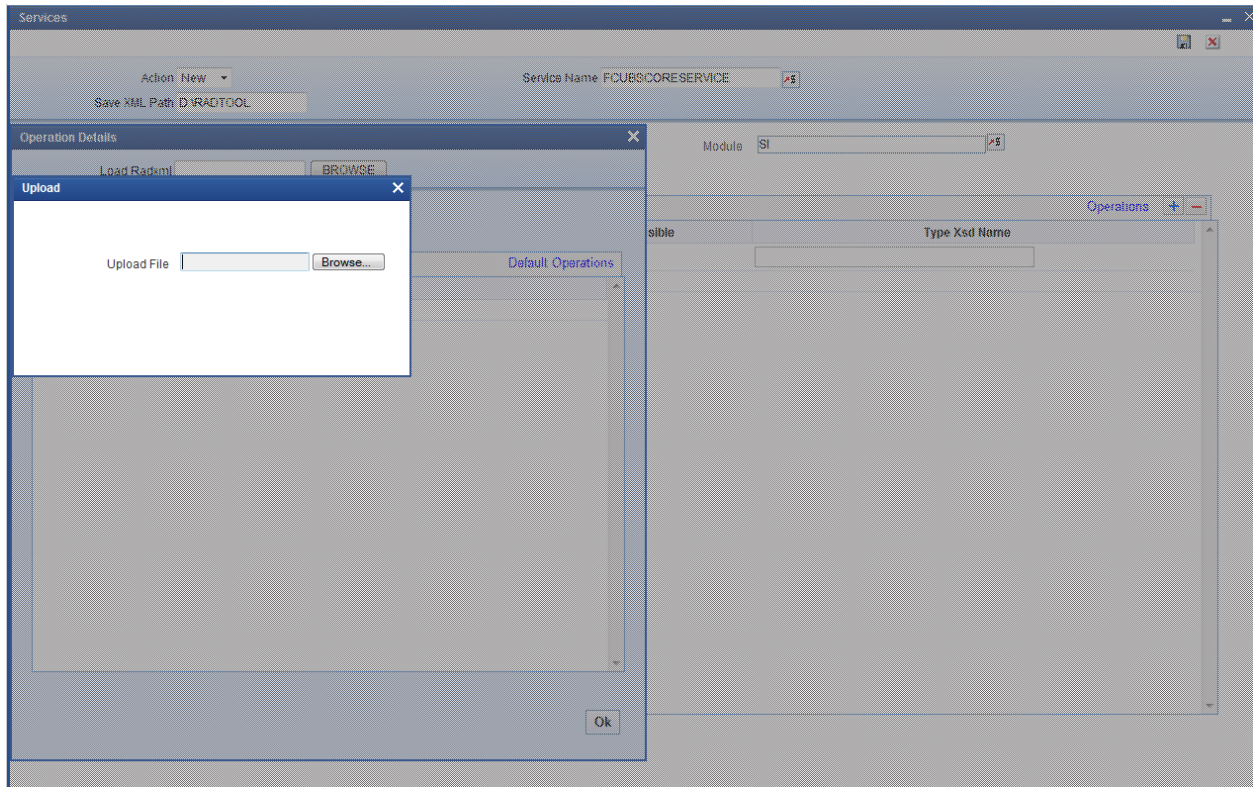 Services
Action New
Service Name FCUBSCORESERVICE
Save XML Path D:\RADTOOL
Operation Details
Module SI
Load Radxml BROWSE
Upload
Operations
sible Type Xsd Name
Upload File Browse...
Default Operations
Ok